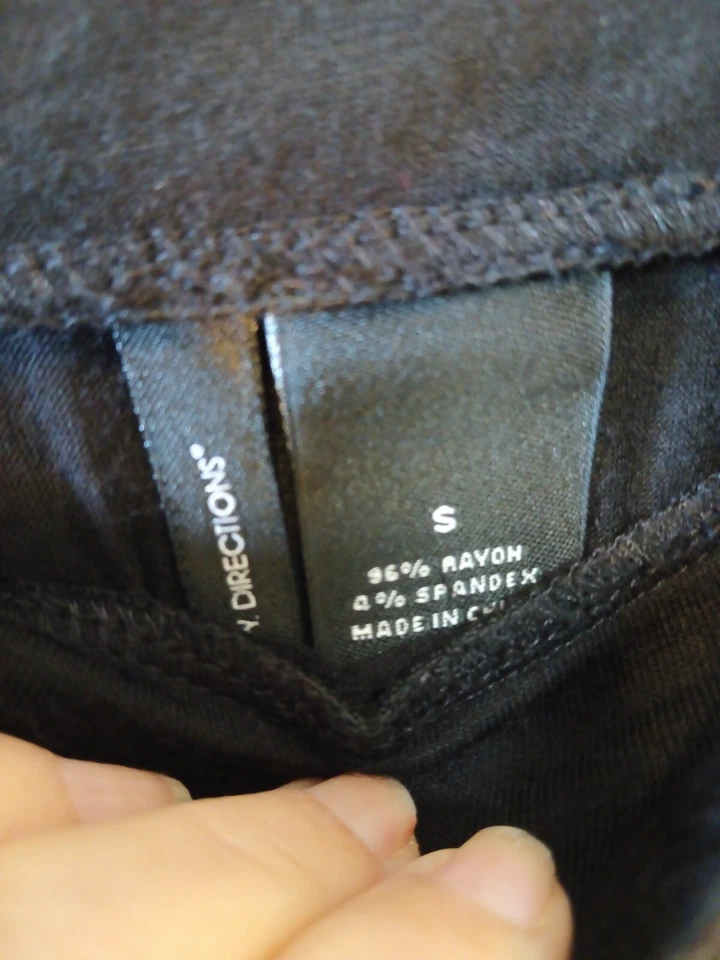 Y. DIRECTIONS®
S
96% RAYON
4% SPANDEX
MADE IN